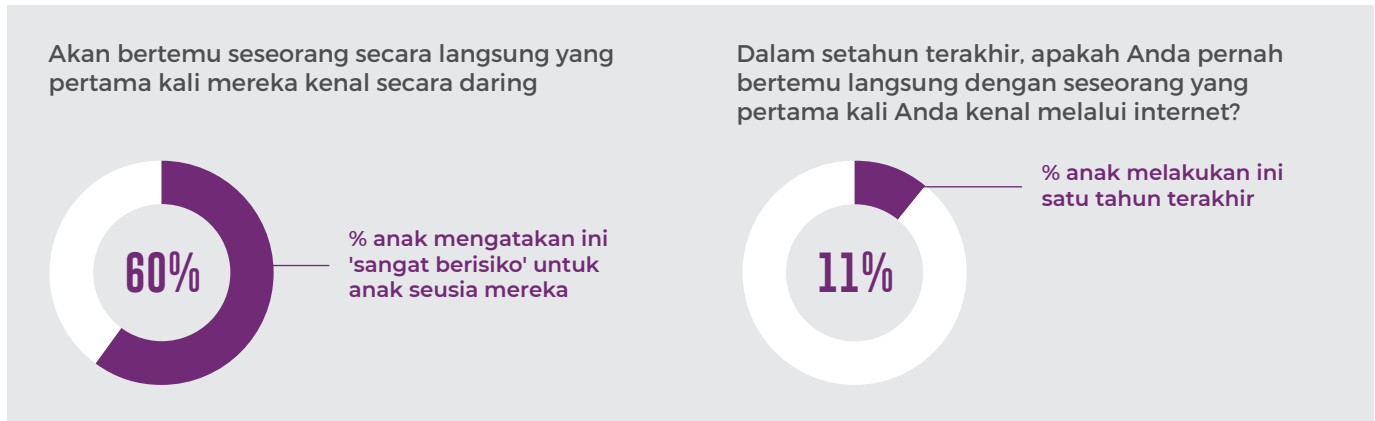 Akan bertemu seseorang secara langsung yang
pertama kali mereka kenal secara daring
60%
% anak mengatakan ini
'sangat berisiko' untuk
anak seusia mereka
Dalam setahun terakhir, apakah Anda pernah
bertemu langsung dengan seseorang yang
pertama kali Anda kenal melalui internet?
11%
% anak melakukan ini
satu tahun terakhir